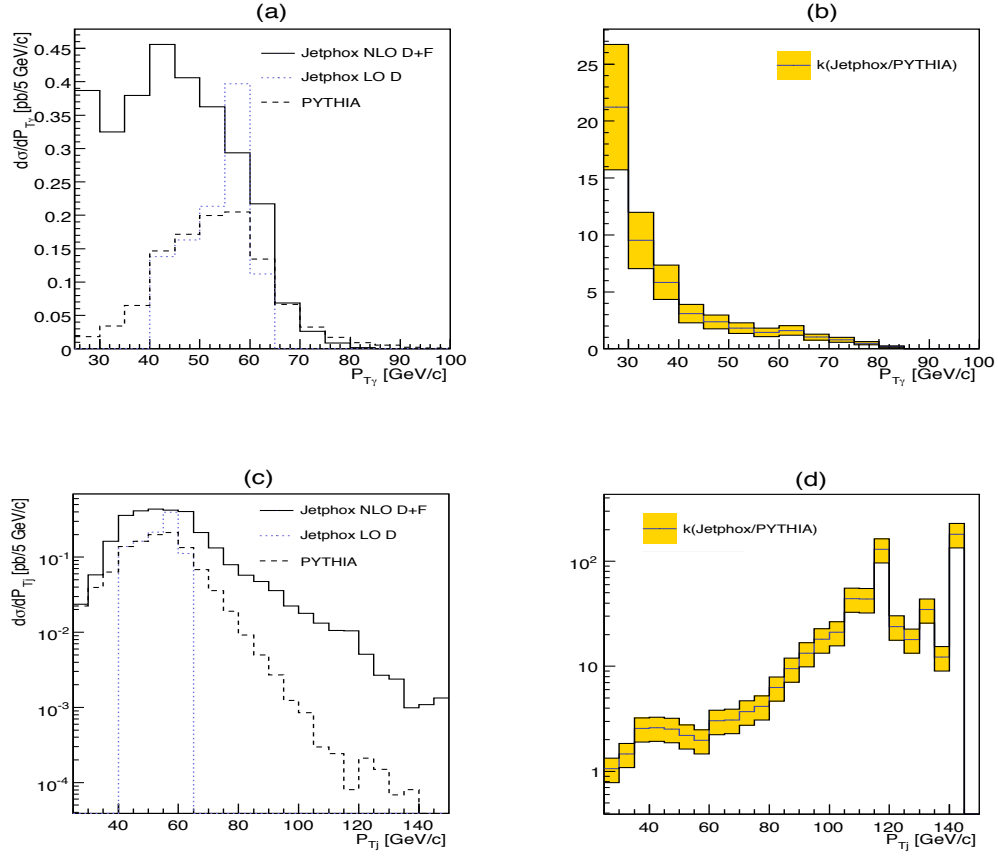 (a)
dσ/dP_Tγ [pb/5 GeV/c]
0.45
0.4
0.35
0.3
0.25
0.2
0.15
0.1
0.05
0
Jetphox NLO D+F
Jetphox LO D
PYTHIA
30 40 50 60 70 80 90 100
P_Tγ [GeV/c]
(b)
25
20
15
10
5
0
k(Jetphox/PYTHIA)
30 40 50 60 70 80 90 100
P_Tγ [GeV/c]
(c)
dσ/dP_Tj [pb/5 GeV/c]
10^-1
10^-2
10^-3
10^-4
Jetphox NLO D+F
Jetphox LO D
PYTHIA
40 60 80 100 120 140
P_Tj [GeV/c]
(d)
10^2
10
1
k(Jetphox/PYTHIA)
40 60 80 100 120 140
P_Tj [GeV/c]